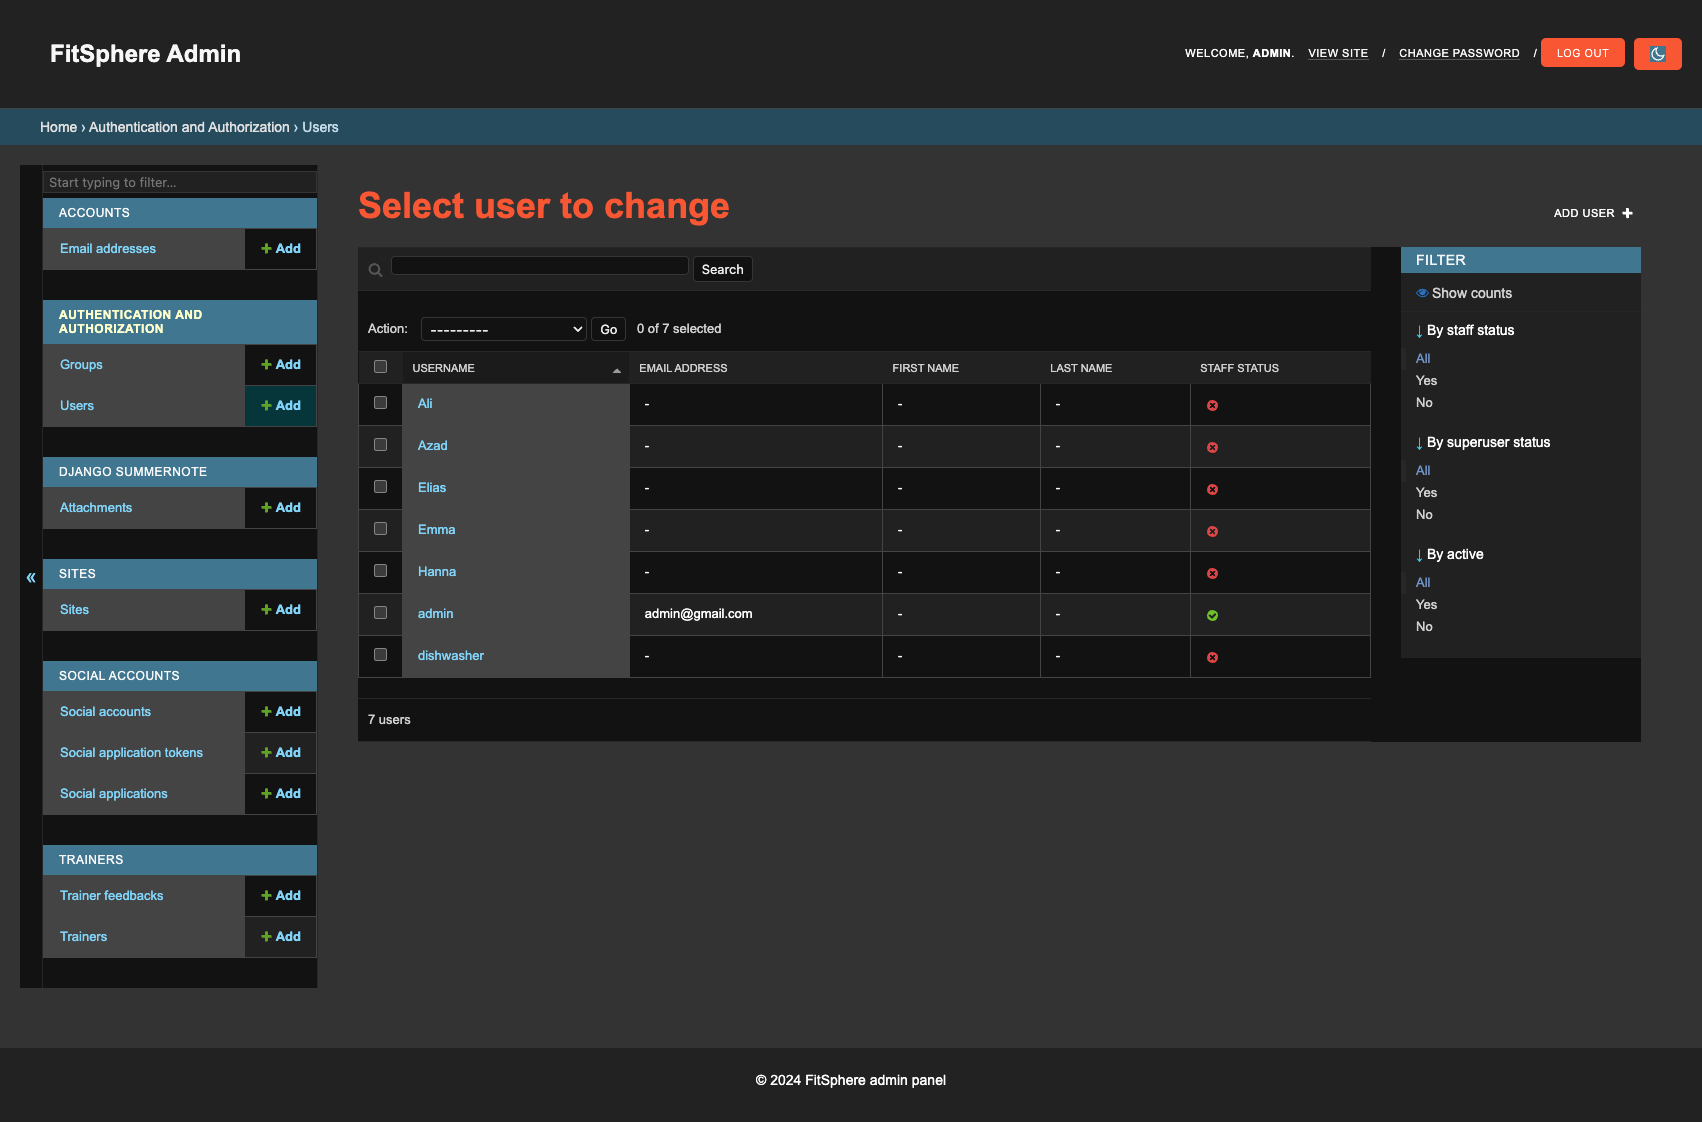 FitSphere Admin
WELCOME, ADMIN. VIEW SITE / CHANGE PASSWORD / LOG OUT
Home › Authentication and Authorization › Users
Start typing to filter...
ACCOUNTS
Email addresses + Add
AUTHENTICATION AND
AUTHORIZATION
Groups + Add
Users + Add
DJANGO SUMMERNOTE
Attachments + Add
«
SITES
Sites + Add
SOCIAL ACCOUNTS
Social accounts + Add
Social application tokens + Add
Social applications + Add
TRAINERS
Trainer feedbacks + Add
Trainers + Add
Select user to change
ADD USER +
Search
Action: --------- Go 0 of 7 selected
USERNAME EMAIL ADDRESS FIRST NAME LAST NAME STAFF STATUS
Ali - - -
Azad - - -
Elias - - -
Emma - - -
Hanna - - -
admin admin@gmail.com - -
dishwasher - - -
7 users
FILTER
Show counts
↓ By staff status
All
Yes
No
↓ By superuser status
All
Yes
No
↓ By active
All
Yes
No
© 2024 FitSphere admin panel